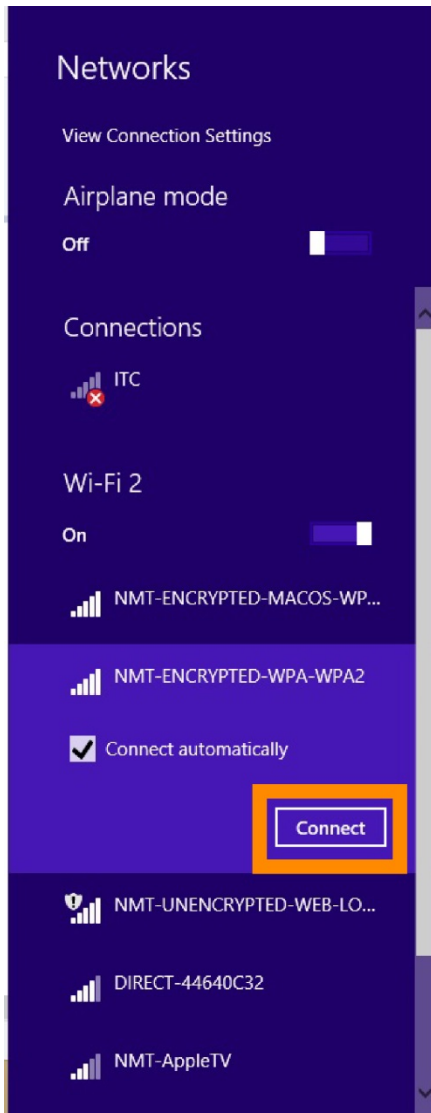 Networks
View Connection Settings
Airplane mode
Off
Connections
ITC
Wi-Fi 2
On
NMT-ENCRYPTED-MACOS-WP...
NMT-ENCRYPTED-WPA-WPA2
Connect automatically
Connect
NMT-UNENCRYPTED-WEB-LO...
DIRECT-44640C32
NMT-AppleTV